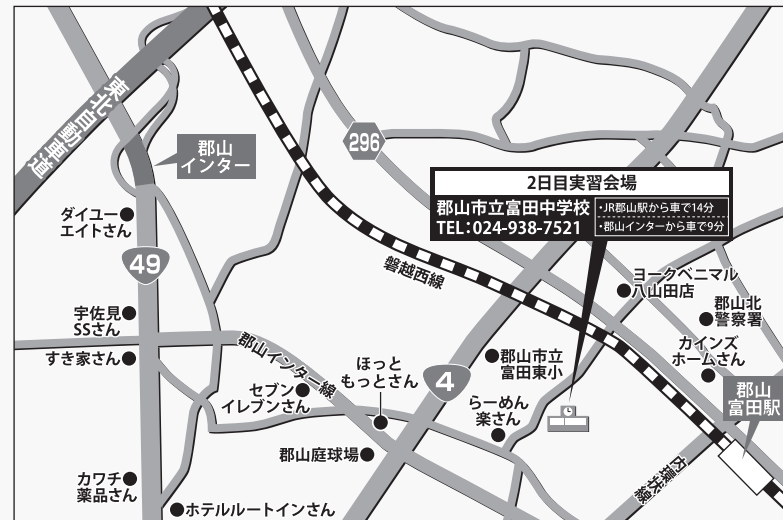 東北自動車道
郡山
インター
296
2日目実習会場
郡山市立富田中学校
TEL：024-938-7521
・JR郡山駅から車で14分
・郡山インターから車で9分
ダイユー
エイトさん
49
磐越西線
ヨークベニマル
八山田店
郡山北
警察署
宇佐見
SSさん
すき家さん
郡山インター線
カインズ
ホームさん
ほっと
もっとさん
4
郡山市立
富田東小
セブン
イレブンさん
らーめん
楽さん
郡山
富田駅
郡山庭球場
内環状線
カワチ
薬品さん
ホテルルートインさん